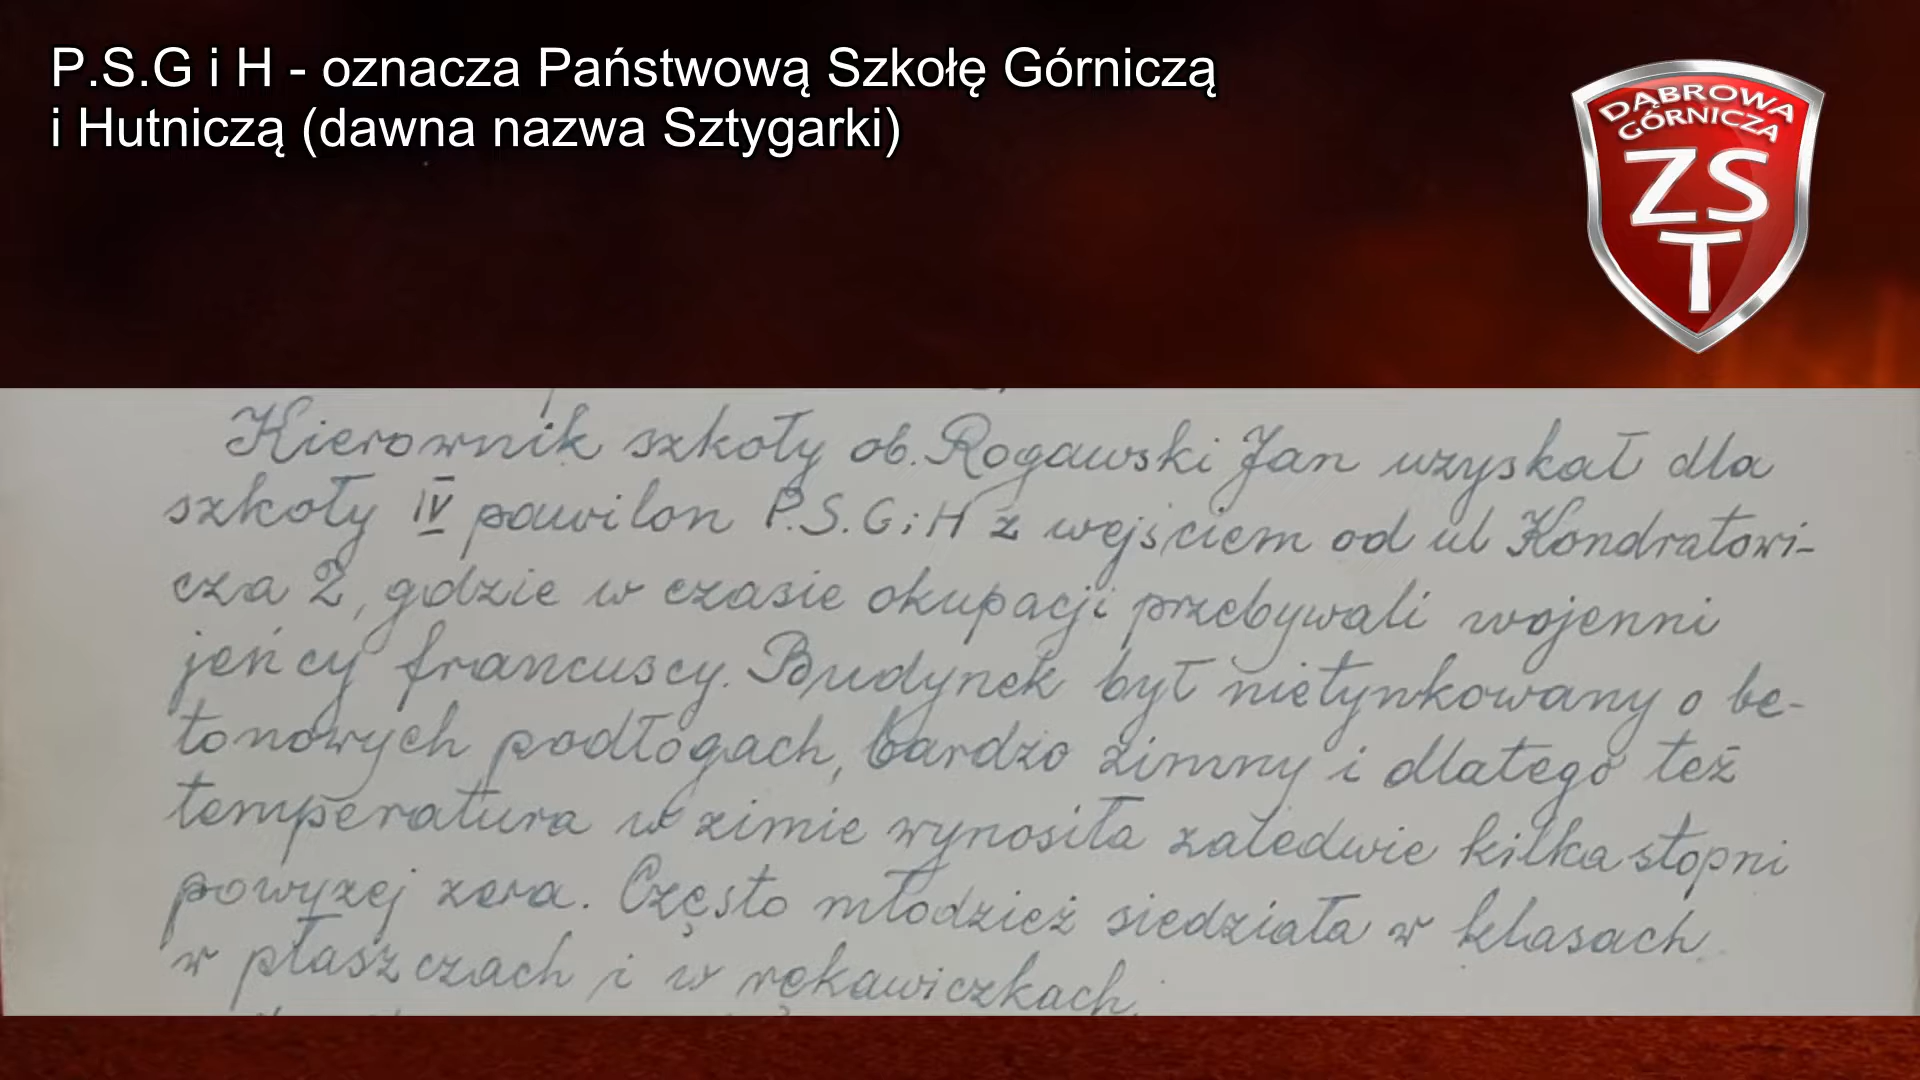 P.S.G i H - oznacza Państwową Szkołę Górniczą
i Hutniczą (dawna nazwa Sztygarki)
DĄBROWA
GÓRNICZA
ZS
T
Kierownik szkoły ob. Rogawski Jan uzyskał dla
szkoły IV pawilon P.S.G i H z wejściem od ul Kondratowi-
cza 2, gdzie w czasie okupacji przebywali wojenni
jeńcy francuscy. Budynek był nietynkowany o be-
tonowych podłogach, bardzo zimny i dlatego też
temperatura w zimie wynosiła zaledwie kilka stopni
powyżej zera. Często młodzież siedziała w klasach
w płaszczach i w rękawiczkach.